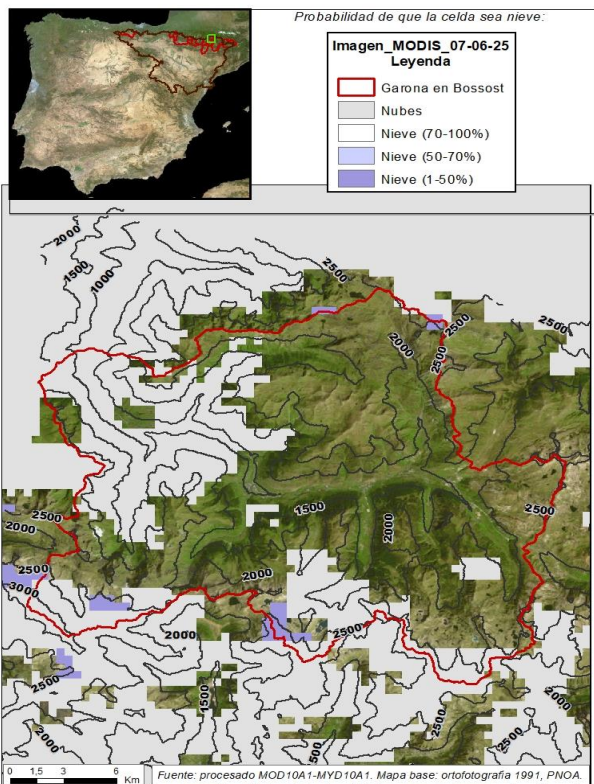 Probabilidad de que la celda sea nieve:
Imagen_MODIS_07-06-25
Leyenda
Garona en Bossost
Nubes
Nieve (70-100%)
Nieve (50-70%)
Nieve (1-50%)
2000
1500
1000
2500
2500
2500
2000
2500
2500
1500
2000
2500
2000
2500
3000
2000
2000
2500
2500
1500
2000
2500
2000
2500
500
0 1,5 3 6
Km
Fuente: procesado MOD10A1-MYD10A1. Mapa base: ortofotografía 1991, PNOA.